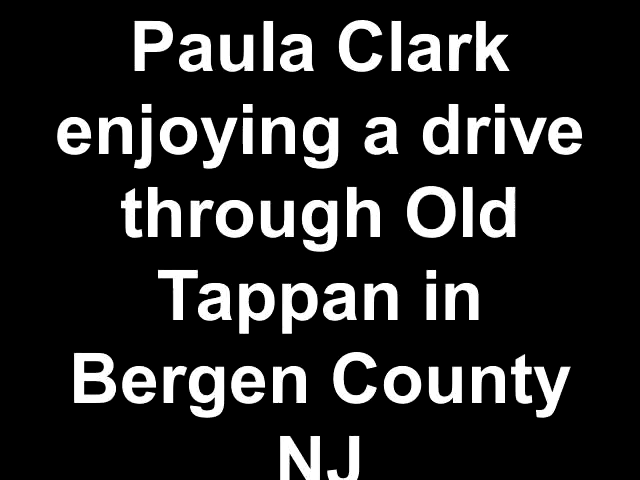 Paula Clark
enjoying a drive
through Old
Tappan in
Bergen County
NJ